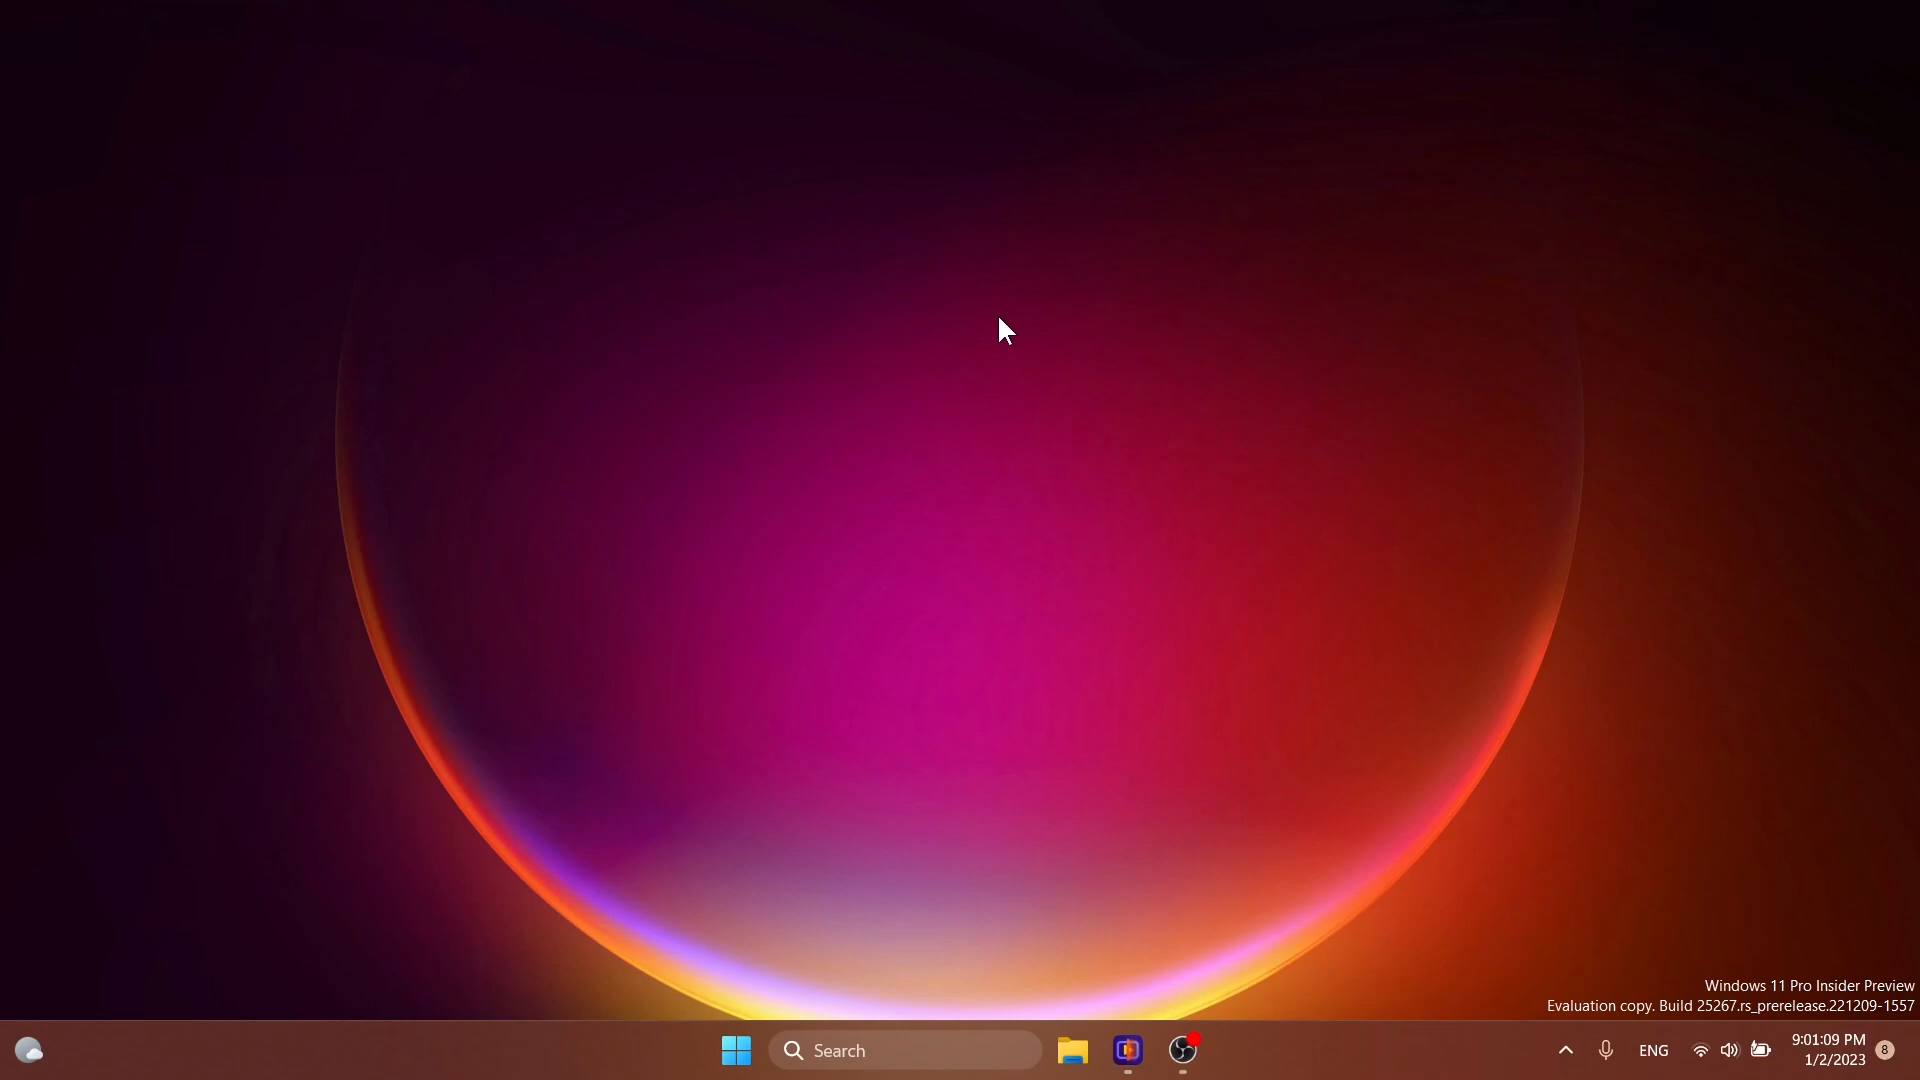 Windows 11 Pro Insider Preview
Evaluation copy. Build 25267.rs_prerelease.221209-1557
Search
ENG
9:01:09 PM
1/2/2023
8